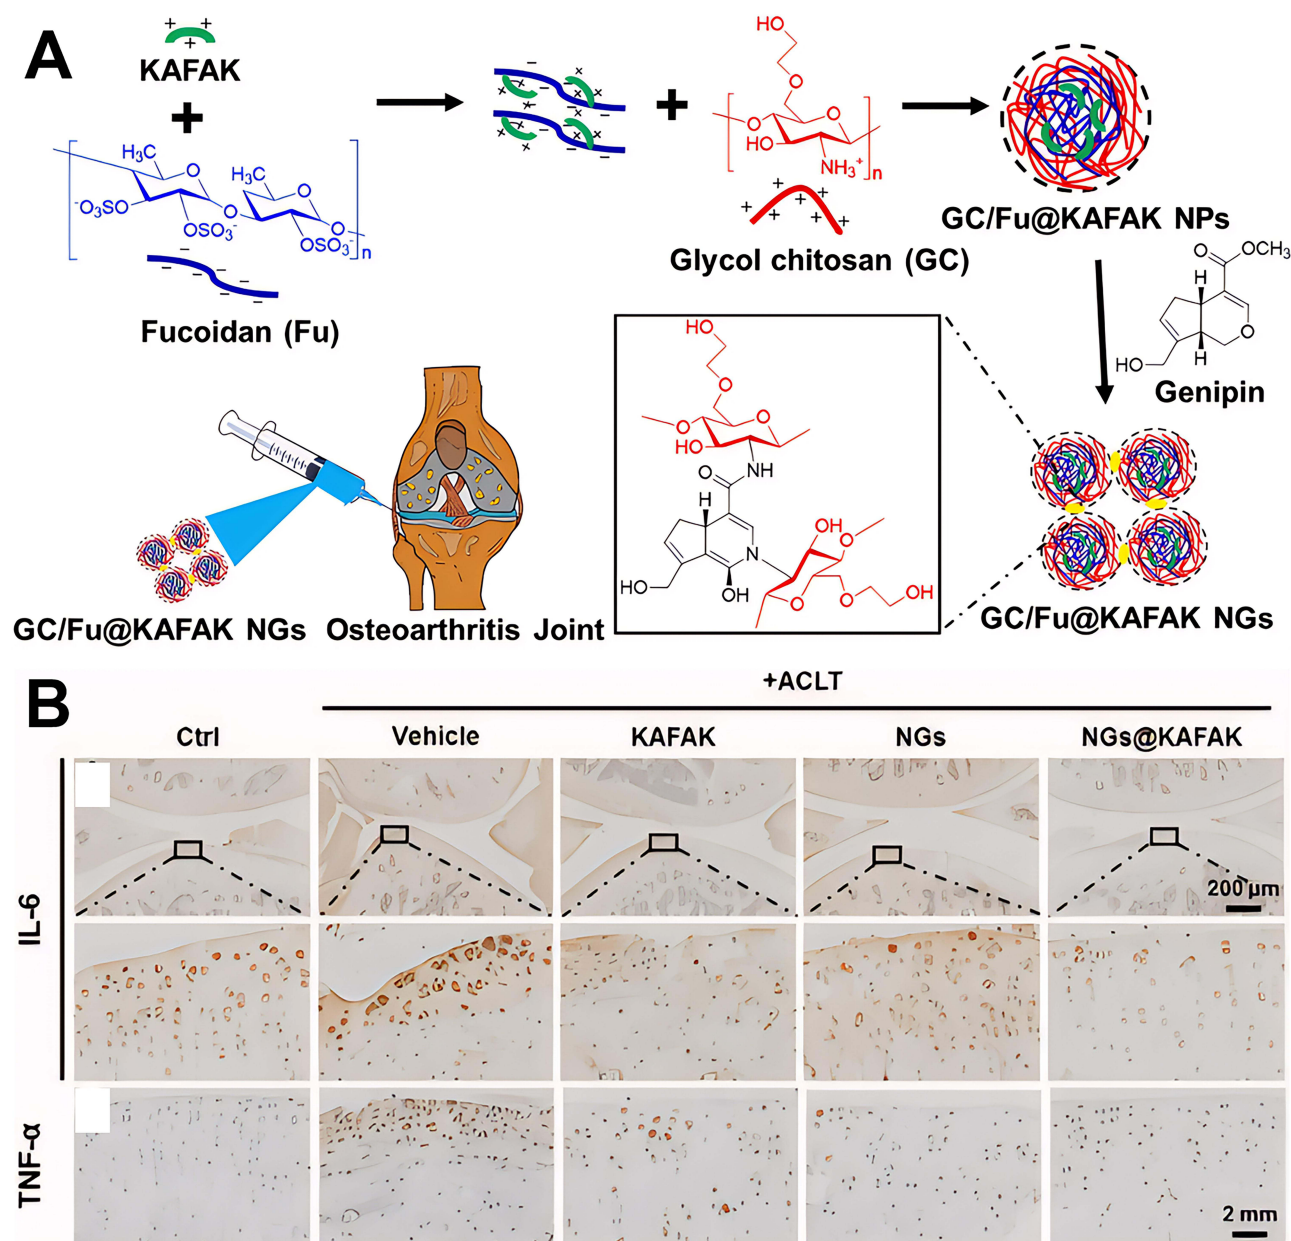 A
KAFAK
+
Fucoidan (Fu)
H₃C
H₃C
⁻O₃SO
OSO₃⁻
OSO₃⁻
n
+
HO
O
O
O
HO
NH₃⁺
n
Glycol chitosan (GC)
GC/Fu@KAFAK NPs
O
OCH₃
H
O
H
HO
Genipin
HO
O
O
O
HO
NH
O
H
N
HO
OH
OH
O
O
O
OH
GC/Fu@KAFAK NGs
Osteoarthritis Joint
GC/Fu@KAFAK NGs
B
+ACLT
Ctrl
Vehicle
KAFAK
NGs
NGs@KAFAK
IL-6
200 µm
TNF-α
2 mm